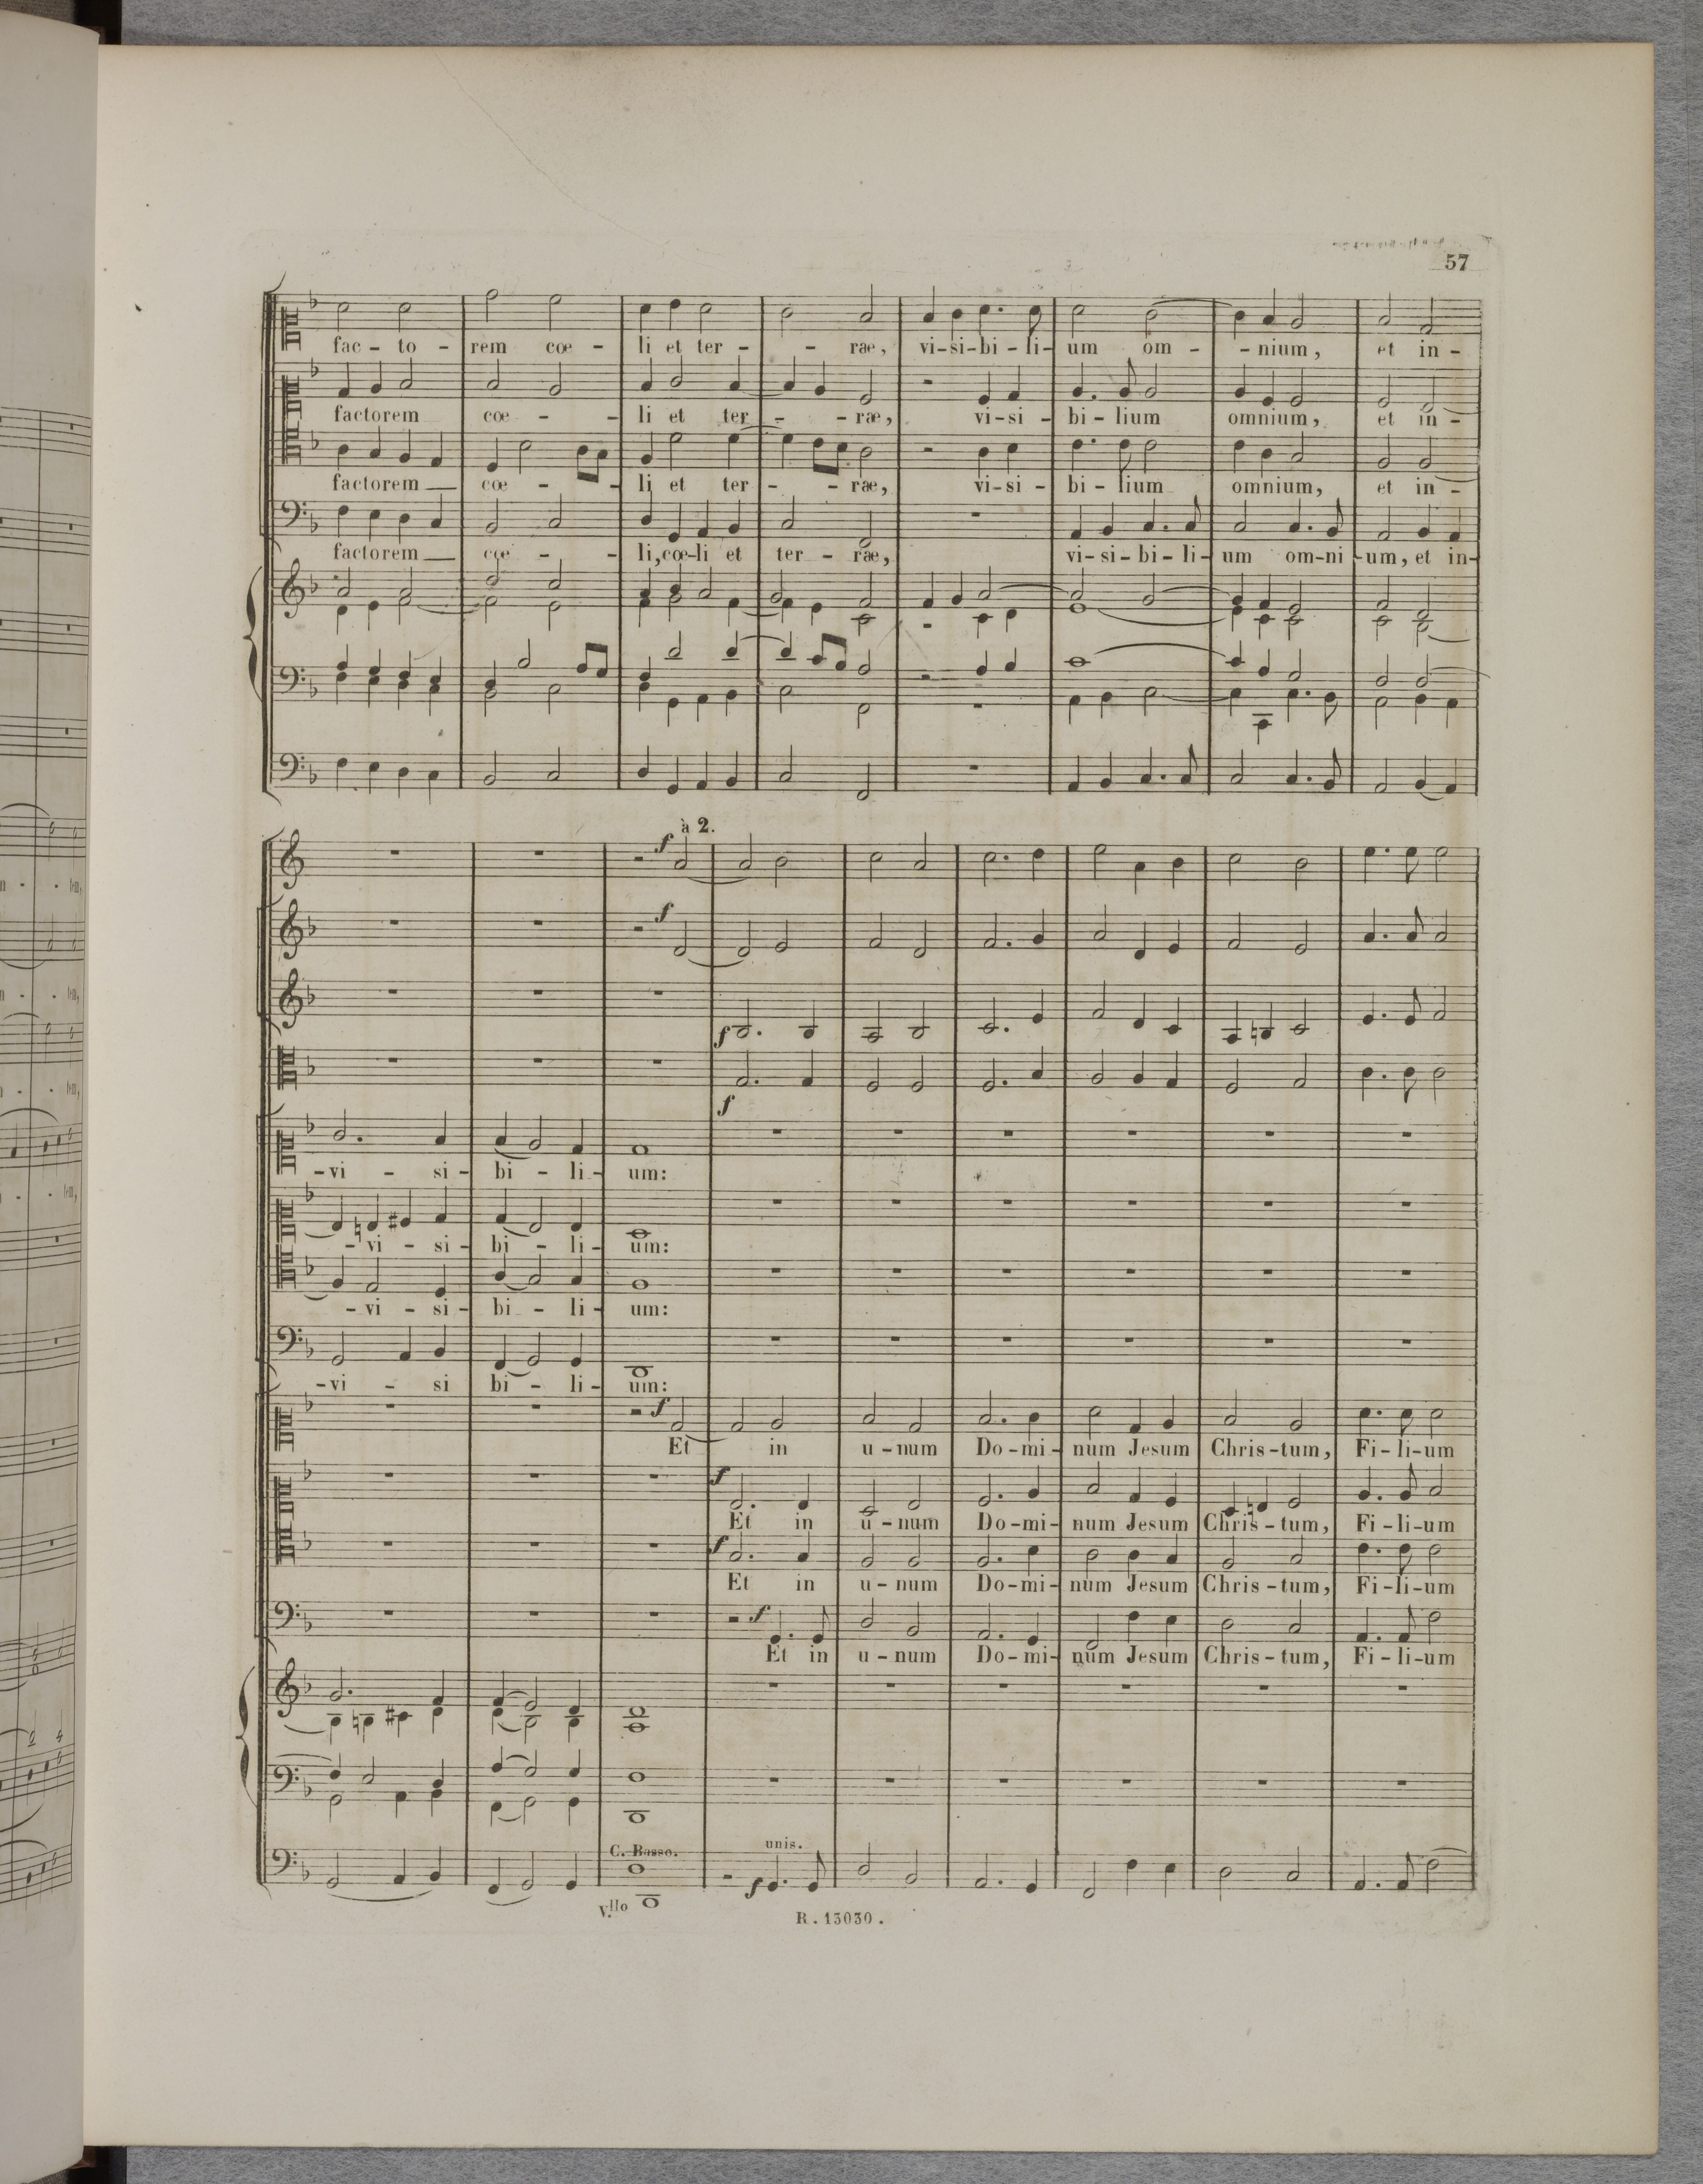 57
fac - to - rem cœ - li et ter - - rae, vi-si-bi-li-um om - - nium, et in -
factorem cœ - - li et ter - - ræ, vi-si - bi-lium omnium, et in -
factorem cœ - - li et ter - - ræ, vi-si - bi-lium omnium, et in -
factorem cœ - - li, cœ-li et ter - ræ, vi-si-bi-li-um om-ni-um, et in-
à 2.
f
f
f
f
-vi - si - bi - li - um:
-vi - si - bi - li - um:
-vi - si - bi - li - um:
-vi - si bi - li - um:
f
Et in u-num Do-mi-num Jesum Chris-tum, Fi-li-um
f
Et in u-num Do-mi-num Jesum Chris-tum, Fi-li-um
f
Et in u-num Do-mi-num Jesum Chris-tum, Fi-li-um
f
Et in u-num Do-mi-num Jesum Chris-tum, Fi-li-um
C. Basso. unis.
f
V.llo
R. 13030.